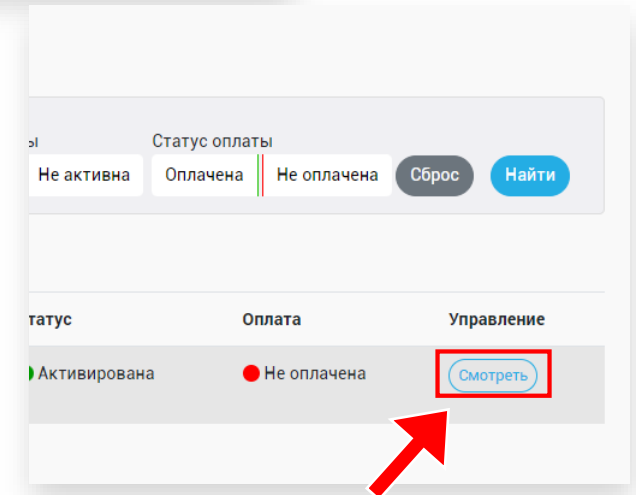 ы Статус оплаты
Не активна Оплачена Не оплачена Сброс Найти
татус Оплата Управление
Активирована Не оплачена Смотреть